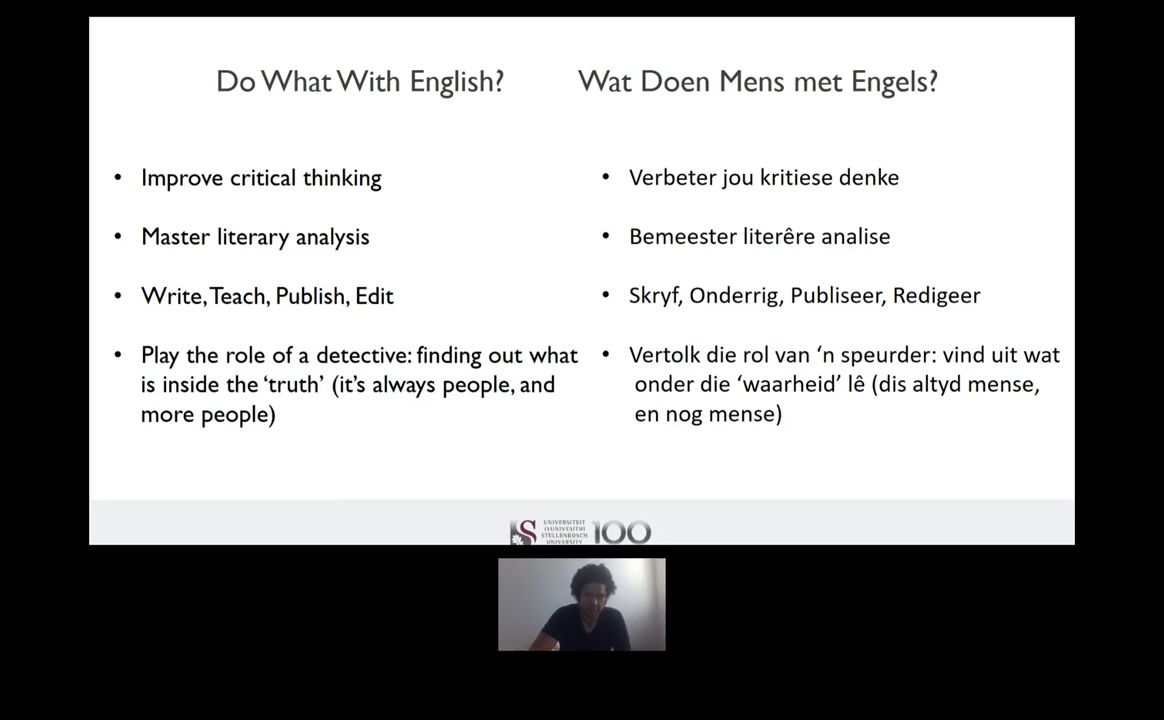 Do What With English?
Wat Doen Mens met Engels?
• Improve critical thinking
• Master literary analysis
• Write, Teach, Publish, Edit
• Play the role of a detective: finding out what
is inside the ‘truth’ (it’s always people, and
more people)
• Verbeter jou kritiese denke
• Bemeester literêre analise
• Skryf, Onderrig, Publiseer, Redigeer
• Vertolk die rol van ‘n speurder: vind uit wat
onder die ‘waarheid’ lê (dis altyd mense,
en nog mense)
UNIVERSITEIT
IYUNIVESITHI
STELLENBOSCH
UNIVERSITY
100